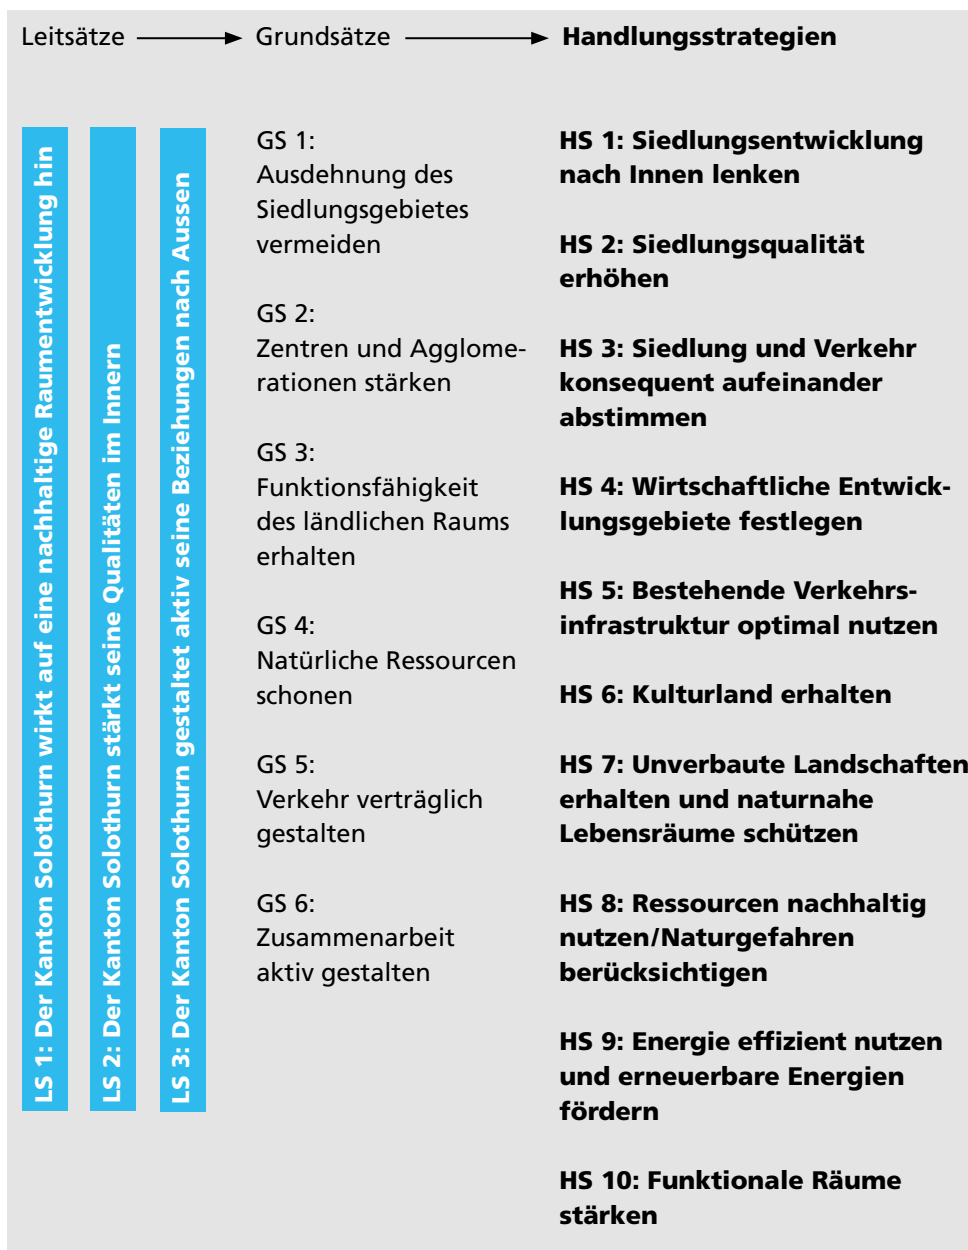 Leitsätze
Grundsätze
Handlungsstrategien
LS 1: Der Kanton Solothurn wirkt auf eine nachhaltige Raumentwicklung hin
LS 2: Der Kanton Solothurn stärkt seine Qualitäten im Innern
LS 3: Der Kanton Solothurn gestaltet aktiv seine Beziehungen nach Aussen
GS 1:
Ausdehnung des
Siedlungsgebietes
vermeiden
GS 2:
Zentren und Agglome-
rationen stärken
GS 3:
Funktionsfähigkeit
des ländlichen Raums
erhalten
GS 4:
Natürliche Ressourcen
schonen
GS 5:
Verkehr verträglich
gestalten
GS 6:
Zusammenarbeit
aktiv gestalten
HS 1: Siedlungsentwicklung
nach Innen lenken
HS 2: Siedlungsqualität
erhöhen
HS 3: Siedlung und Verkehr
konsequent aufeinander
abstimmen
HS 4: Wirtschaftliche Entwick-
lungsgebiete festlegen
HS 5: Bestehende Verkehrs-
infrastruktur optimal nutzen
HS 6: Kulturland erhalten
HS 7: Unverbaute Landschaften
erhalten und naturnahe
Lebensräume schützen
HS 8: Ressourcen nachhaltig
nutzen/Naturgefahren
berücksichtigen
HS 9: Energie effizient nutzen
und erneuerbare Energien
fördern
HS 10: Funktionale Räume
stärken